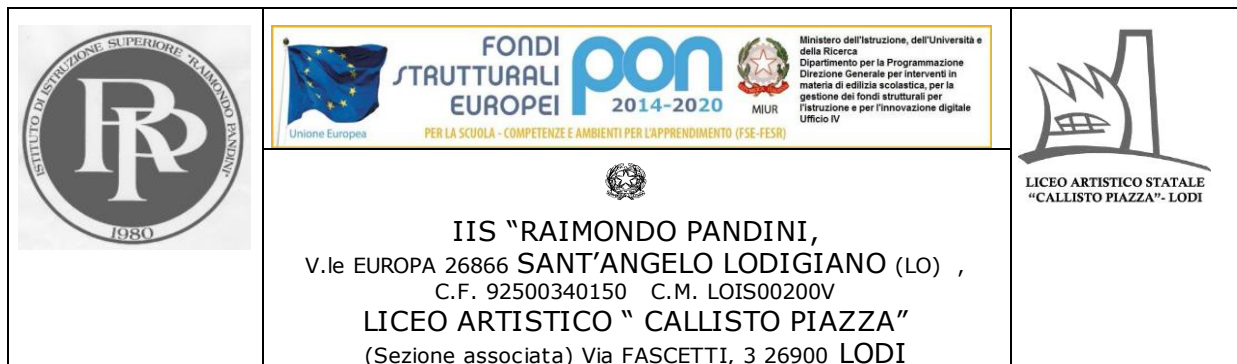 ISTITUTO DI ISTRUZIONE SUPERIORE "RAIMONDO PANDINI"
RP
1980
Unione Europea
FONDI
STRUTTURALI
EUROPEI
pon
2014-2020
MIUR
Ministero dell'Istruzione, dell'Università e
della Ricerca
Dipartimento per la Programmazione
Direzione Generale per interventi in
materia di edilizia scolastica, per la
gestione dei fondi strutturali per
l'istruzione e per l'innovazione digitale
Ufficio IV
PER LA SCUOLA - COMPETENZE E AMBIENTI PER L'APPRENDIMENTO (FSE-FESR)
LICEO ARTISTICO STATALE
"CALLISTO PIAZZA"- LODI
IIS “RAIMONDO PANDINI,
V.le EUROPA 26866 SANT’ANGELO LODIGIANO (LO) ,
C.F. 92500340150 C.M. LOIS00200V
LICEO ARTISTICO “ CALLISTO PIAZZA”
(Sezione associata) Via FASCETTI, 3 26900 LODI